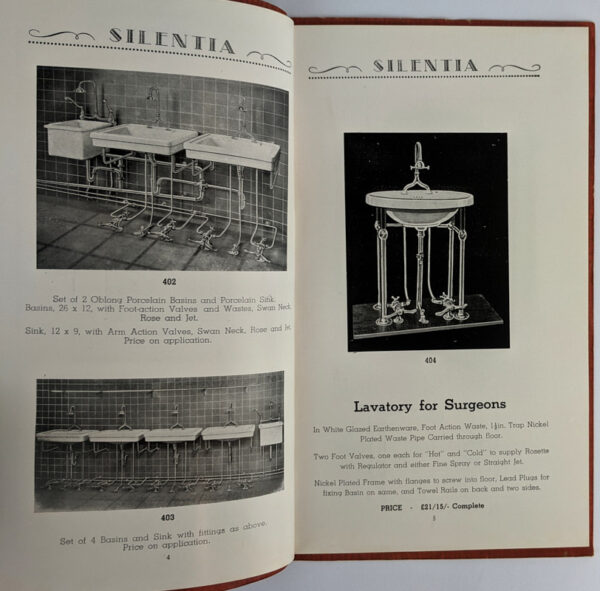 SILENTIA
402
Set of 2 Oblong Porcelain Basins and Porcelain Sink.
Basins, 26 x 12, with Foot-action Valves and Wastes, Swan Neck
Rose and Jet.
Sink, 12 x 9, with Arm Action Valves, Swan Neck, Rose and Jet
Price on application.
403
Set of 4 Basins and Sink with fittings as above.
Price on application.
4
SILENTIA
404
Lavatory for Surgeons
In White Glazed Earthenware, Foot Action Waste, 1½in. Trap Nickel
Plated Waste Pipe Carried through floor.
Two Foot Valves, one each for "Hot" and "Cold" to supply Rosette
with Regulator and either Fine Spray or Straight Jet.
Nickel Plated Frame with flanges to screw into floor, Lead Plugs for
fixing Basin on same, and Towel Rails on back and two sides.
PRICE - £21/15/- Complete
5